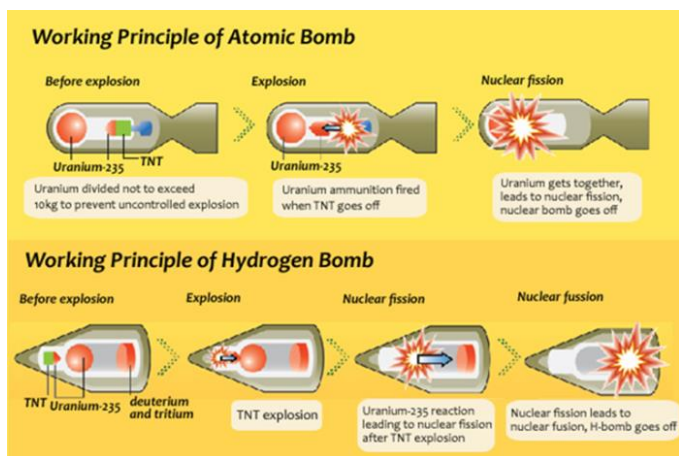 Working Principle of Atomic Bomb
Before explosion
Explosion
Nuclear fission
TNT
Uranium-235
Uranium-235
Uranium divided not to exceed
10kg to prevent uncontrolled explosion
Uranium ammunition fired
when TNT goes off
Uranium gets together,
leads to nuclear fission,
nuclear bomb goes off
Working Principle of Hydrogen Bomb
Before explosion
Explosion
Nuclear fission
Nuclear fussion
TNT
Uranium-235
deuterium
and tritium
TNT explosion
Uranium-235 reaction
leading to nuclear fission
after TNT explosion
Nuclear fission leads to
nuclear fusion, H-bomb goes off